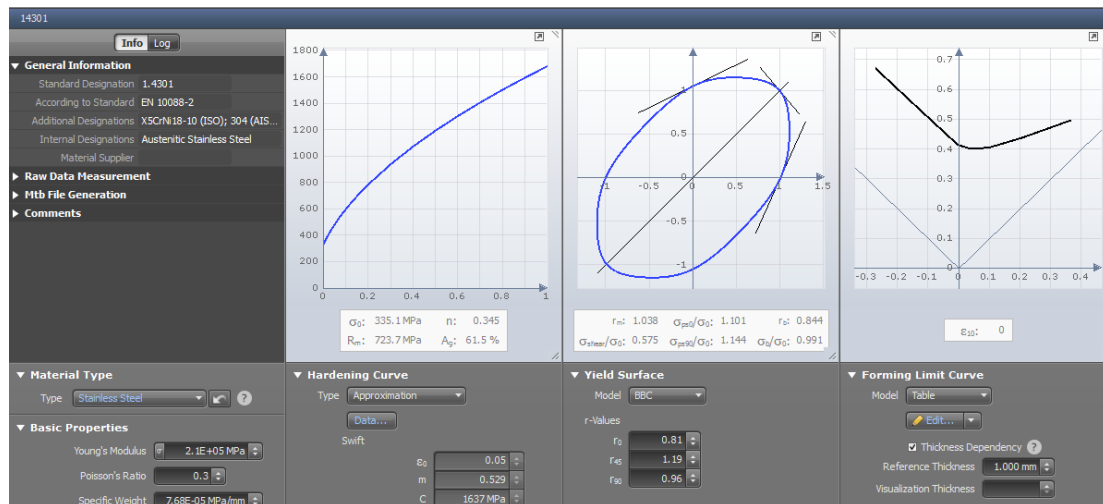 14301
Info Log
General Information
Standard Designation 1.4301
According to Standard EN 10088-2
Additional Designations X5CrNi18-10 (ISO); 304 (AIS...
Internal Designations Austenitic Stainless Steel
Material Supplier
Raw Data Measurement
Mtb File Generation
Comments
1800
1600
1400
1200
1000
800
600
400
200
0
0 0.2 0.4 0.6 0.8 1
σ0: 335.1 MPa n: 0.345
Rm: 723.7 MPa Ag: 61.5 %
1
0.5
0
-1 -0.5 0.5 1 1.5
-0.5
-1
rm: 1.038 σps0/σ0: 1.101 rb: 0.844
σshear/σ0: 0.575 σps90/σ0: 1.144 σb/σ0: 0.991
0.7
0.6
0.5
0.4
0.3
0.2
0.1
0
-0.3 -0.2 -0.1 0 0.1 0.2 0.3 0.4
ε10: 0
Material Type
Type Stainless Steel ?
Basic Properties
Young's Modulus 2.1E+05 MPa
Poisson's Ratio 0.3
Specific Weight 7.68E-05 MPa/mm
Hardening Curve
Type Approximation
Data...
Swift
ε0 0.05
m 0.529
C 1637 MPa
Yield Surface
Model BBC
r-Values
r0 0.81
r45 1.19
r90 0.96
Forming Limit Curve
Model Table
Edit...
Thickness Dependency ?
Reference Thickness 1.000 mm
Visualization Thickness